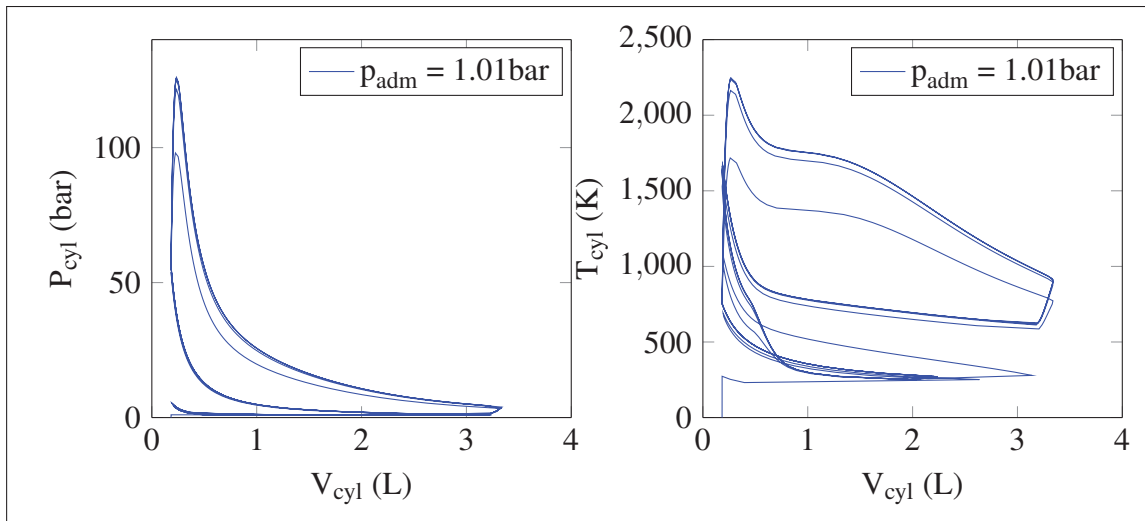 p_adm = 1.01bar
100
50
0
P_cyl (bar)
0 1 2 3 4
V_cyl (L)
p_adm = 1.01bar
2,500
2,000
1,500
1,000
500
0
T_cyl (K)
0 1 2 3 4
V_cyl (L)